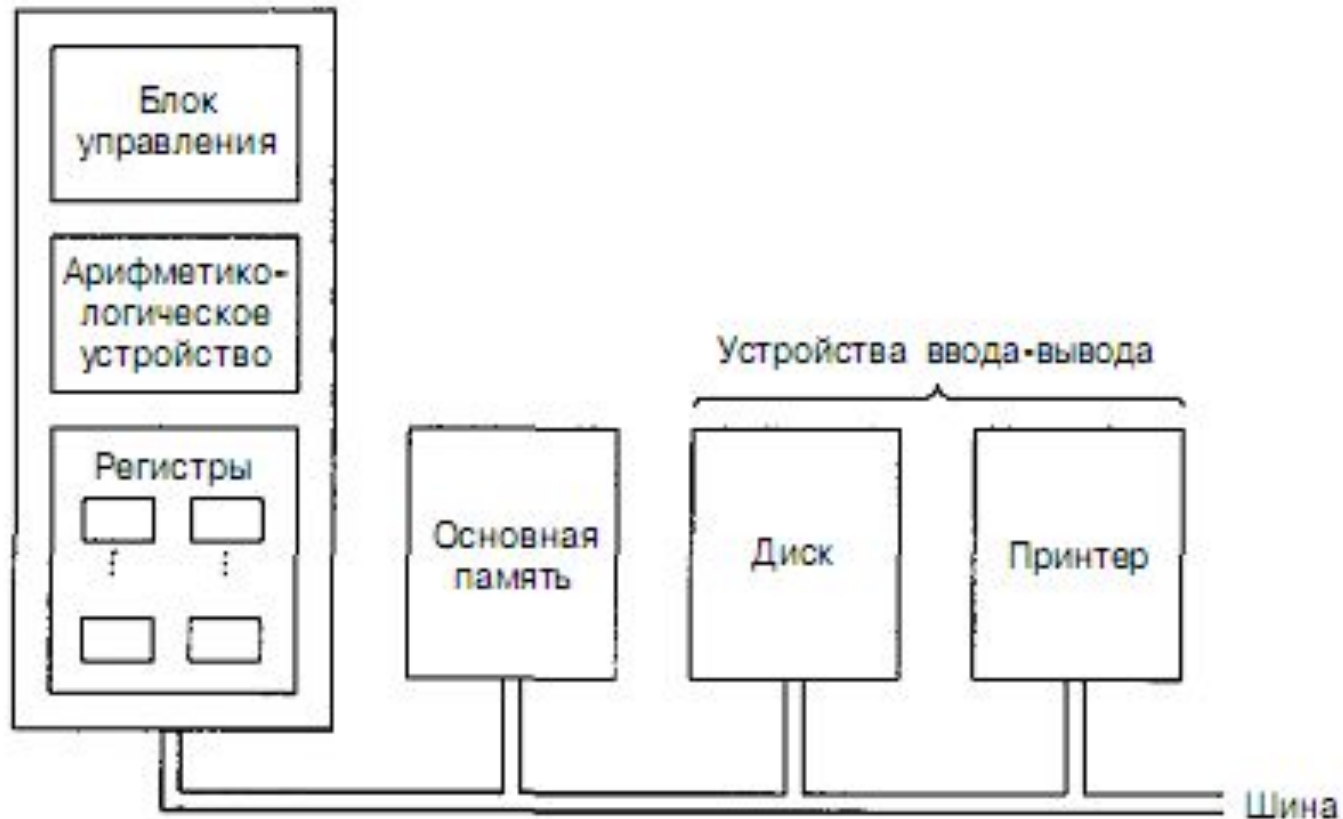 Блок
управления
Арифметико-
логическое
устройство
Регистры
Основная
память
Устройства ввода-вывода
Диск
Принтер
Шина